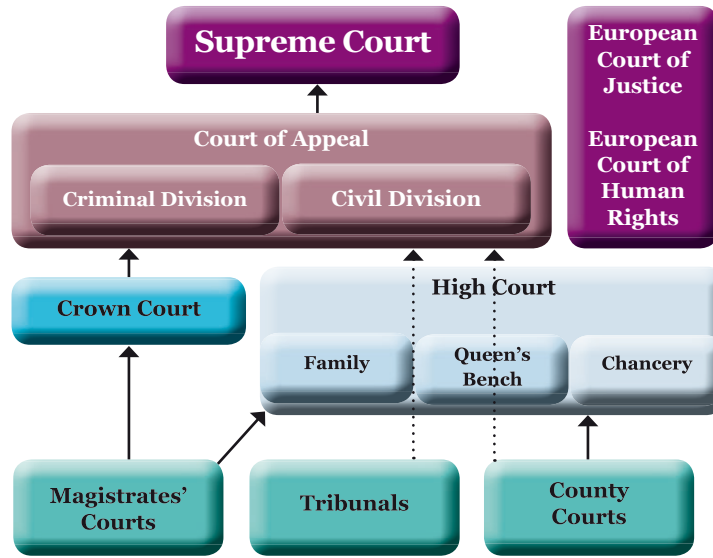 Supreme Court
European
Court of
Justice
European
Court of
Human
Rights
Court of Appeal
Criminal Division
Civil Division
Crown Court
High Court
Family
Queen's
Bench
Chancery
Magistrates'
Courts
Tribunals
County
Courts